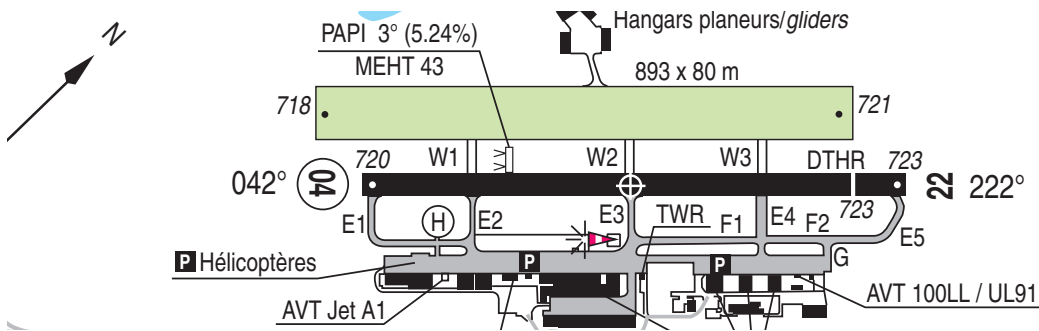 N
Hangars planeurs/gliders
PAPI 3° (5.24%)
MEHT 43
893 x 80 m
718
721
720
W1
W2
W3
DTHR
723
042°
04
22
222°
723
E1
H
E2
E3
TWR
F1
E4
F2
E5
P Hélicoptères
P
P
G
AVT Jet A1
AVT 100LL / UL91